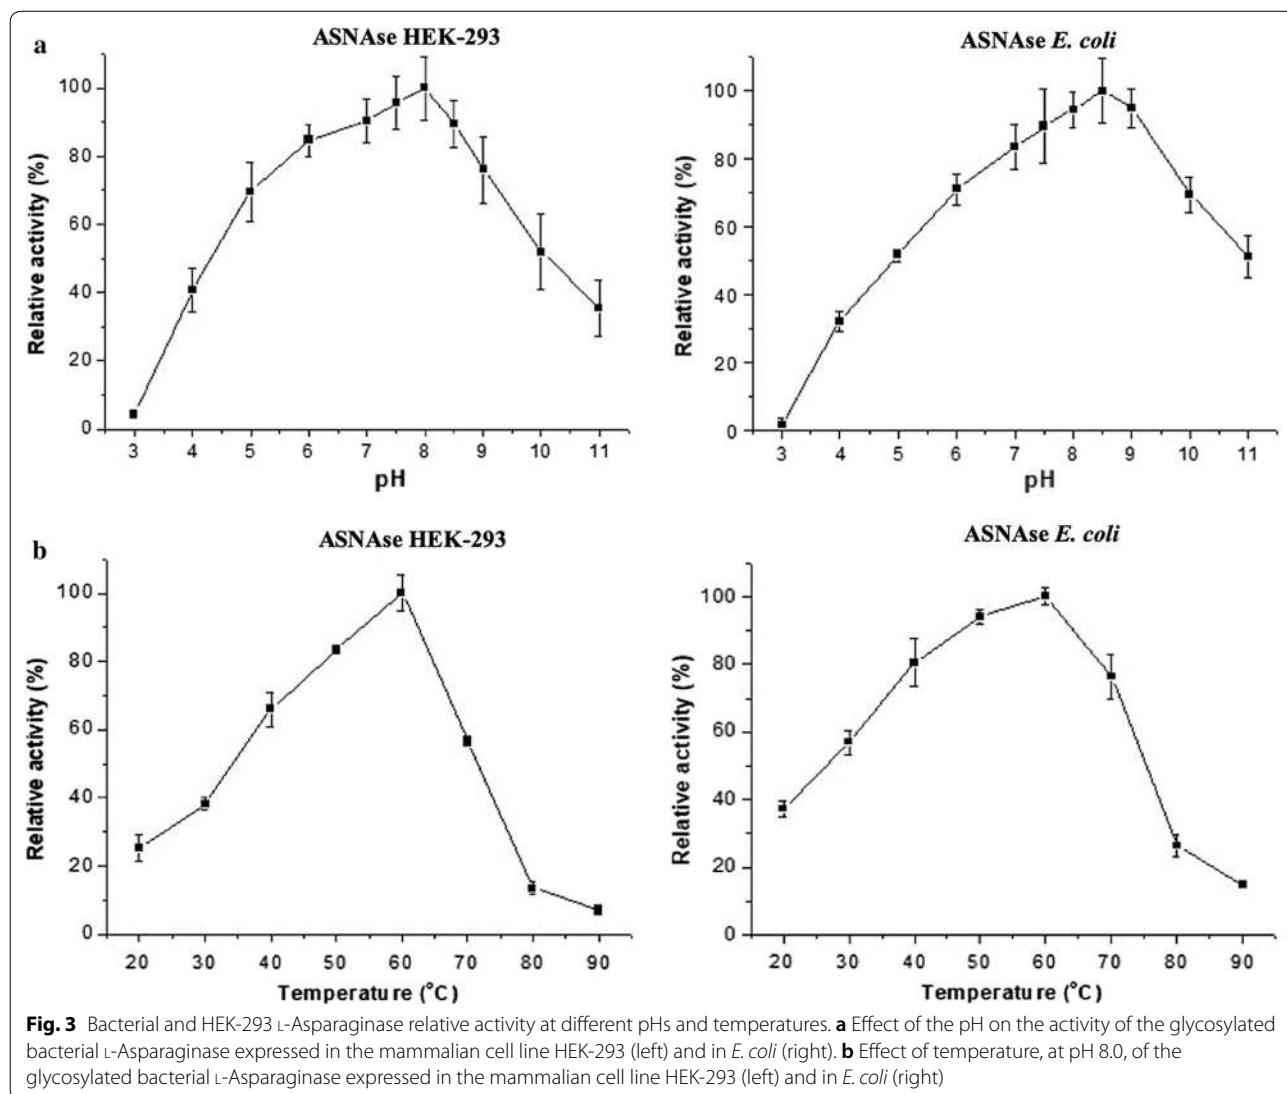 a
ASNAse HEK-293
Relative activity (%)
100
80
60
40
20
0
3 4 5 6 7 8 9 10 11
pH
ASNAse E. coli
Relative activity (%)
100
80
60
40
20
0
3 4 5 6 7 8 9 10 11
pH
b
ASNAse HEK-293
Relative activity (%)
100
80
60
40
20
0
20 30 40 50 60 70 80 90
Temperature (°C)
ASNAse E. coli
Relative activity (%)
100
80
60
40
20
0
20 30 40 50 60 70 80 90
Temperature (°C)
Fig. 3 Bacterial and HEK-293 L-Asparaginase relative activity at different pHs and temperatures. a Effect of the pH on the activity of the glycosylated
bacterial L-Asparaginase expressed in the mammalian cell line HEK-293 (left) and in E. coli (right). b Effect of temperature, at pH 8.0, of the
glycosylated bacterial L-Asparaginase expressed in the mammalian cell line HEK-293 (left) and in E. coli (right)